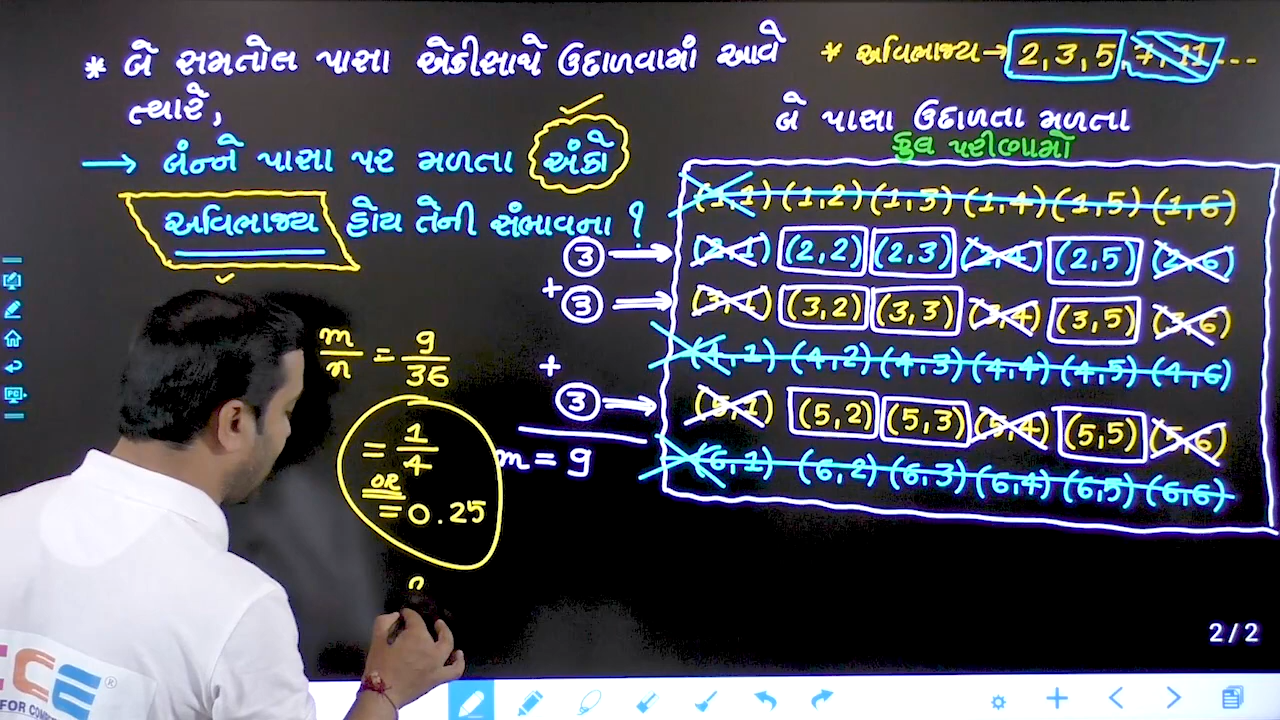 * બે સમતોલ પાસા એકીસાથે ઉછાળવામાં આવે
ત્યારે,
→ બંન્ને પાસા પર મળતા અંકો
અવિભાજ્ય હોય તેની સંભાવના ?
m/n = 9/36
= 1/4
OR
= 0.25
* અવિભાજ્ય → 2, 3, 5, 7, 11 ...
બે પાસા ઉછાળતા મળતા
કુલ પરીણામો
(1,1) (1,2) (1,3) (1,4) (1,5) (1,6)
3 → (2,1) (2,2) (2,3) (2,4) (2,5) (2,6)
+ 3 → (3,1) (3,2) (3,3) (3,4) (3,5) (3,6)
(4,1) (4,2) (4,3) (4,4) (4,5) (4,6)
+ 3 → (5,1) (5,2) (5,3) (5,4) (5,5) (5,6)
m = 9
(6,1) (6,2) (6,3) (6,4) (6,5) (6,6)
2/2
CE®